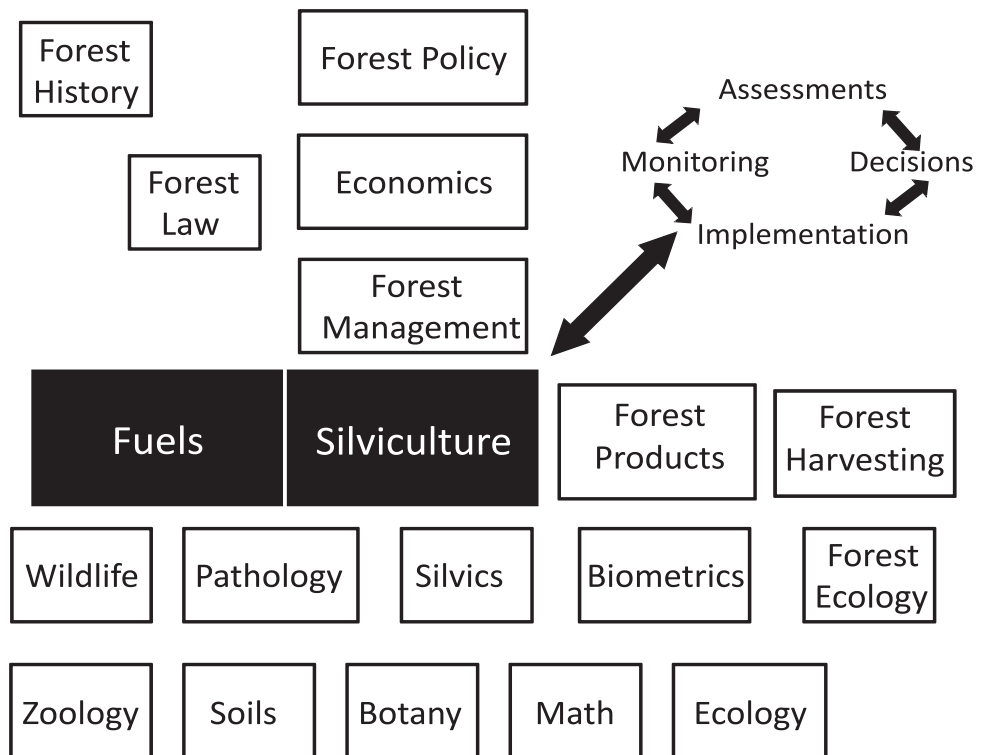 Forest
History
Forest Policy
Assessments
Monitoring
Decisions
Implementation
Forest
Law
Economics
Forest
Management
Fuels
Silviculture
Forest
Products
Forest
Harvesting
Wildlife
Pathology
Silvics
Biometrics
Forest
Ecology
Zoology
Soils
Botany
Math
Ecology